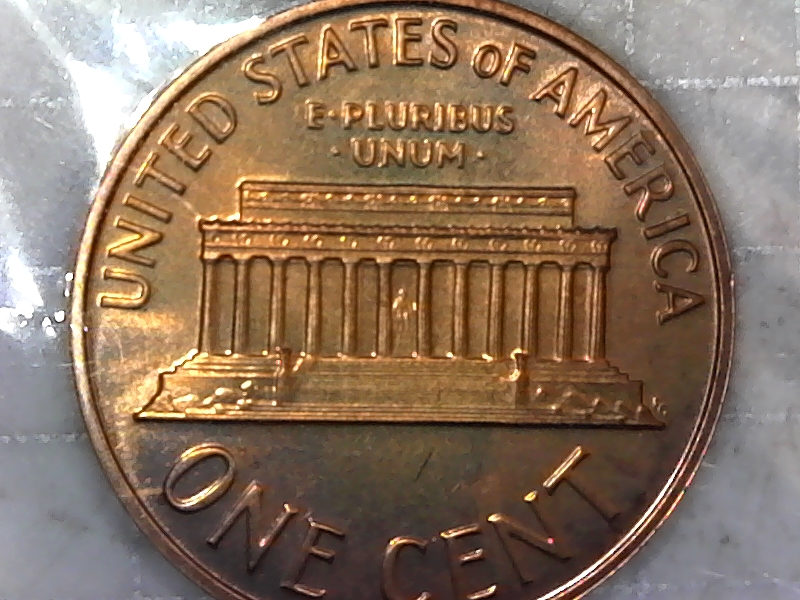 UNITED STATES OF AMERICA
E·PLURIBUS
·UNUM·
ONE CENT